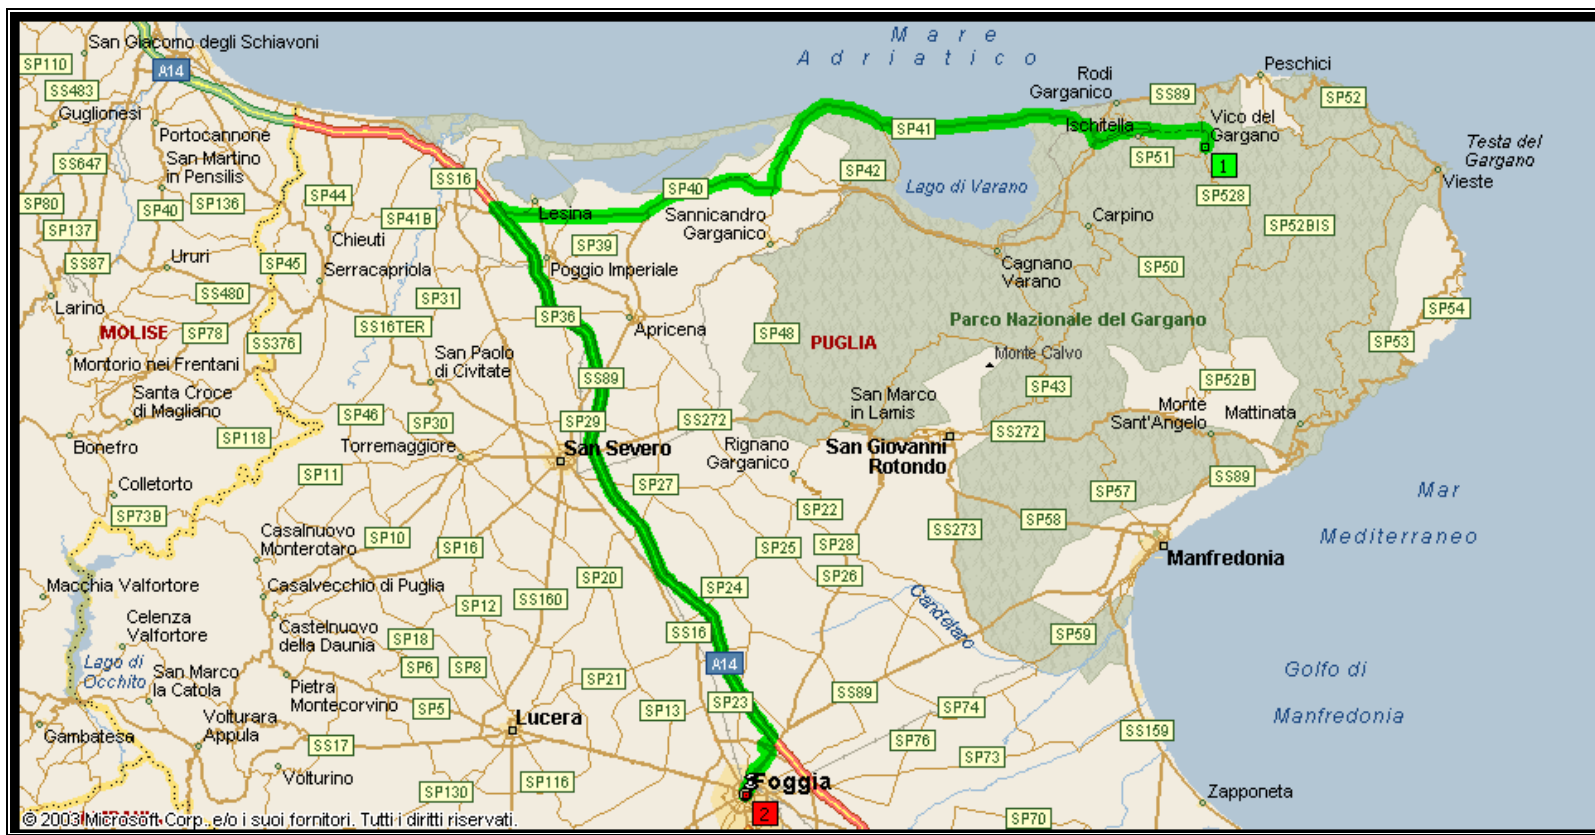 San Giacomo degli Schiavoni
Mare
Adriatico
A14
SP110
SS483
Guglionesi
Portocannone
SS647
San Martino
in Pensilis
SP80
SP40
SP136
SP137
SS87
Ururi
SP44
SP41B
SS16
Chieuti
SP45
Serracapriola
Larino
SS480
SP31
SS16TER
MOLISE
SP78
SS376
Montorio nei Frentani
Santa Croce
di Magliano
San Paolo
di Civitate
Bonefro
SP118
SP46
SP30
Torremaggiore
SP11
Colletorto
SP73B
Lesina
SP40
SP39
Poggio Imperiale
SP36
Apricena
Sannicandro
Garganico
SP42
SP41
Lago di Varano
Rodi
Garganico
SS89
Peschici
SP52
Ischitella
Vico del
Gargano
SP51
1
Testa del
Gargano
Vieste
SP528
Carpino
SP52BIS
Cagnano
Varano
SP50
SP54
SP48
PUGLIA
Parco Nazionale del Gargano
Monte Calvo
SP53
SP43
SP52B
SS89
SP29
SS272
San Marco
in Lamis
Monte
Sant'Angelo
Mattinata
San Severo
Rignano
Garganico
San Giovanni
Rotondo
SS272
SS89
SP27
SP57
Mar
Mediterraneo
SP22
SS273
SP58
Manfredonia
Casalnuovo
Monterotaro
SP10
SP16
SP25
SP28
SP26
SP20
SP24
Macchia Valfortore
Casalvecchio di Puglia
SP12
SS160
Candelaro
Celenza
Valfortore
Castelnuovo
della Daunia
SP18
SS16
SP59
Lago di
Occhito
San Marco
la Catola
SP6
SP8
A14
Golfo di
Manfredonia
Pietra
Montecorvino
SP21
SP23
SS89
SP5
SP13
SP74
Gambatesa
Volturara
Appula
SS17
Lucera
SP76
SP73
SS159
Volturino
SP116
SP130
Foggia
2
Zapponeta
SP70
© 2003 Microsoft Corp. e/o i suoi fornitori. Tutti i diritti riservati.